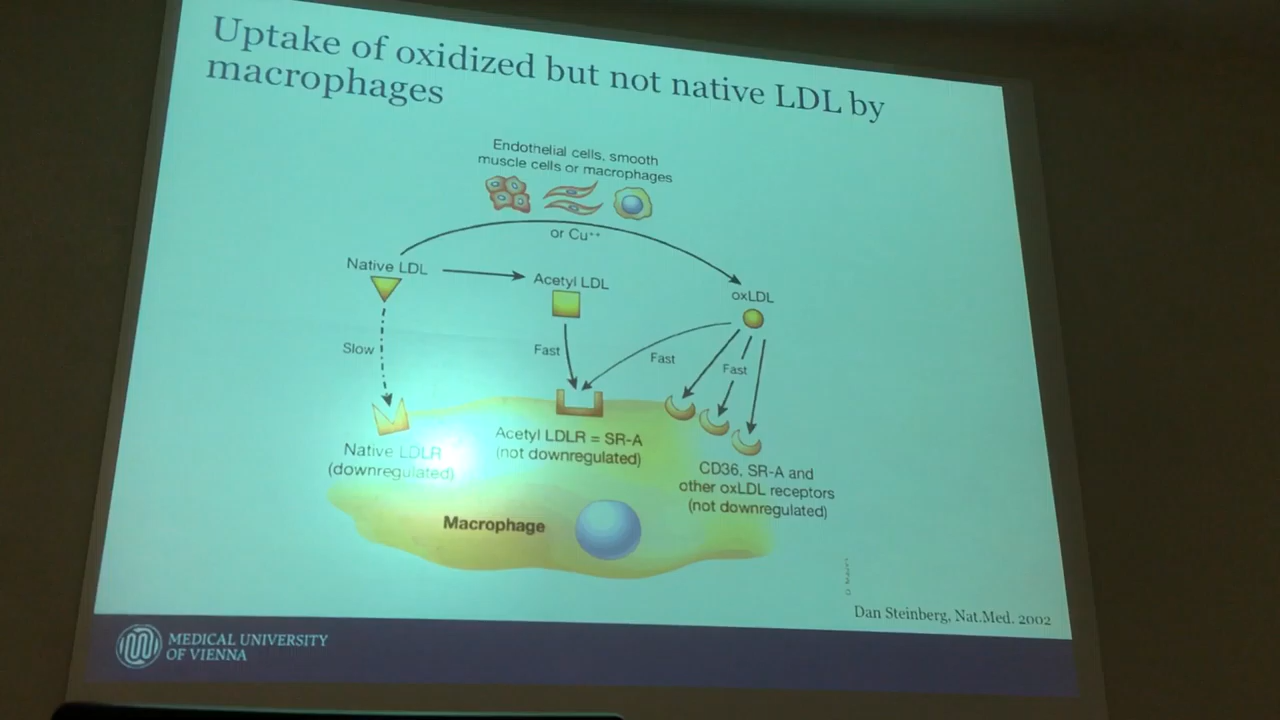 Uptake of oxidized but not native LDL by
macrophages
Endothelial cells, smooth
muscle cells or macrophages
or Cu⁺⁺
Native LDL
Acetyl LDL
oxLDL
Slow
Fast
Fast
Fast
Native LDLR
(downregulated)
Acetyl LDLR = SR-A
(not downregulated)
CD36, SR-A and
other oxLDL receptors
(not downregulated)
Macrophage
Dan Steinberg, Nat.Med. 2002
MEDICAL UNIVERSITY
OF VIENNA